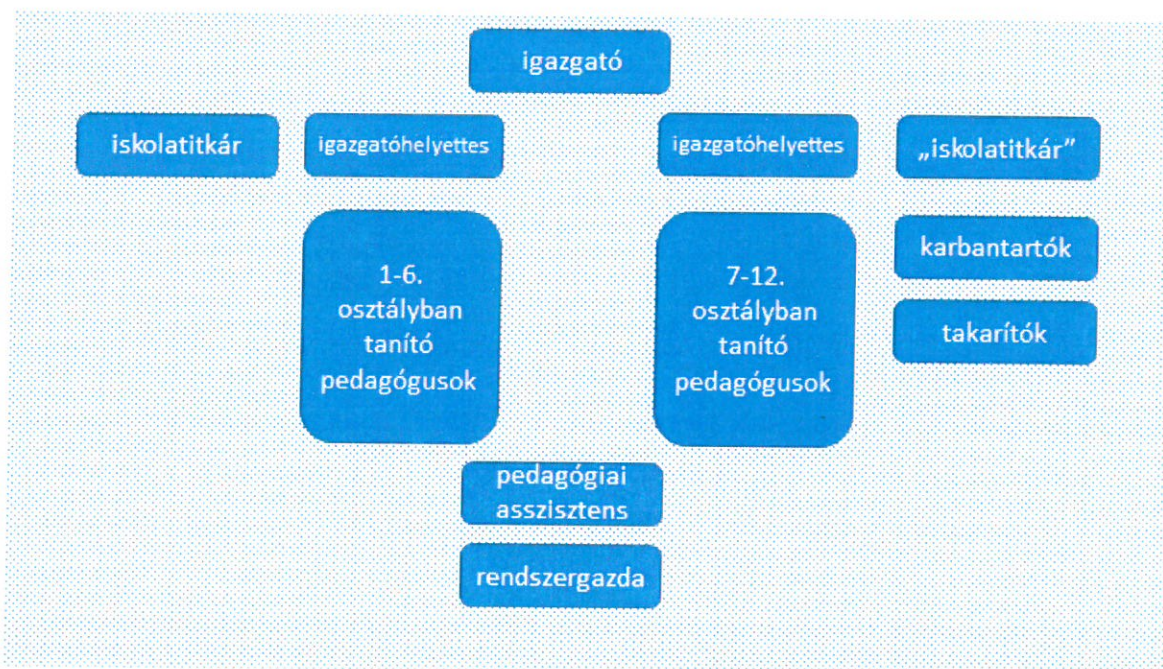 igazgató
iskolatitkár
igazgatóhelyettes
igazgatóhelyettes
„iskolatitkár”
1-6.
osztályban
tanító
pedagógusok
7-12.
osztályban
tanító
pedagógusok
karbantartók
takarítók
pedagógiai
asszisztens
rendszergazda